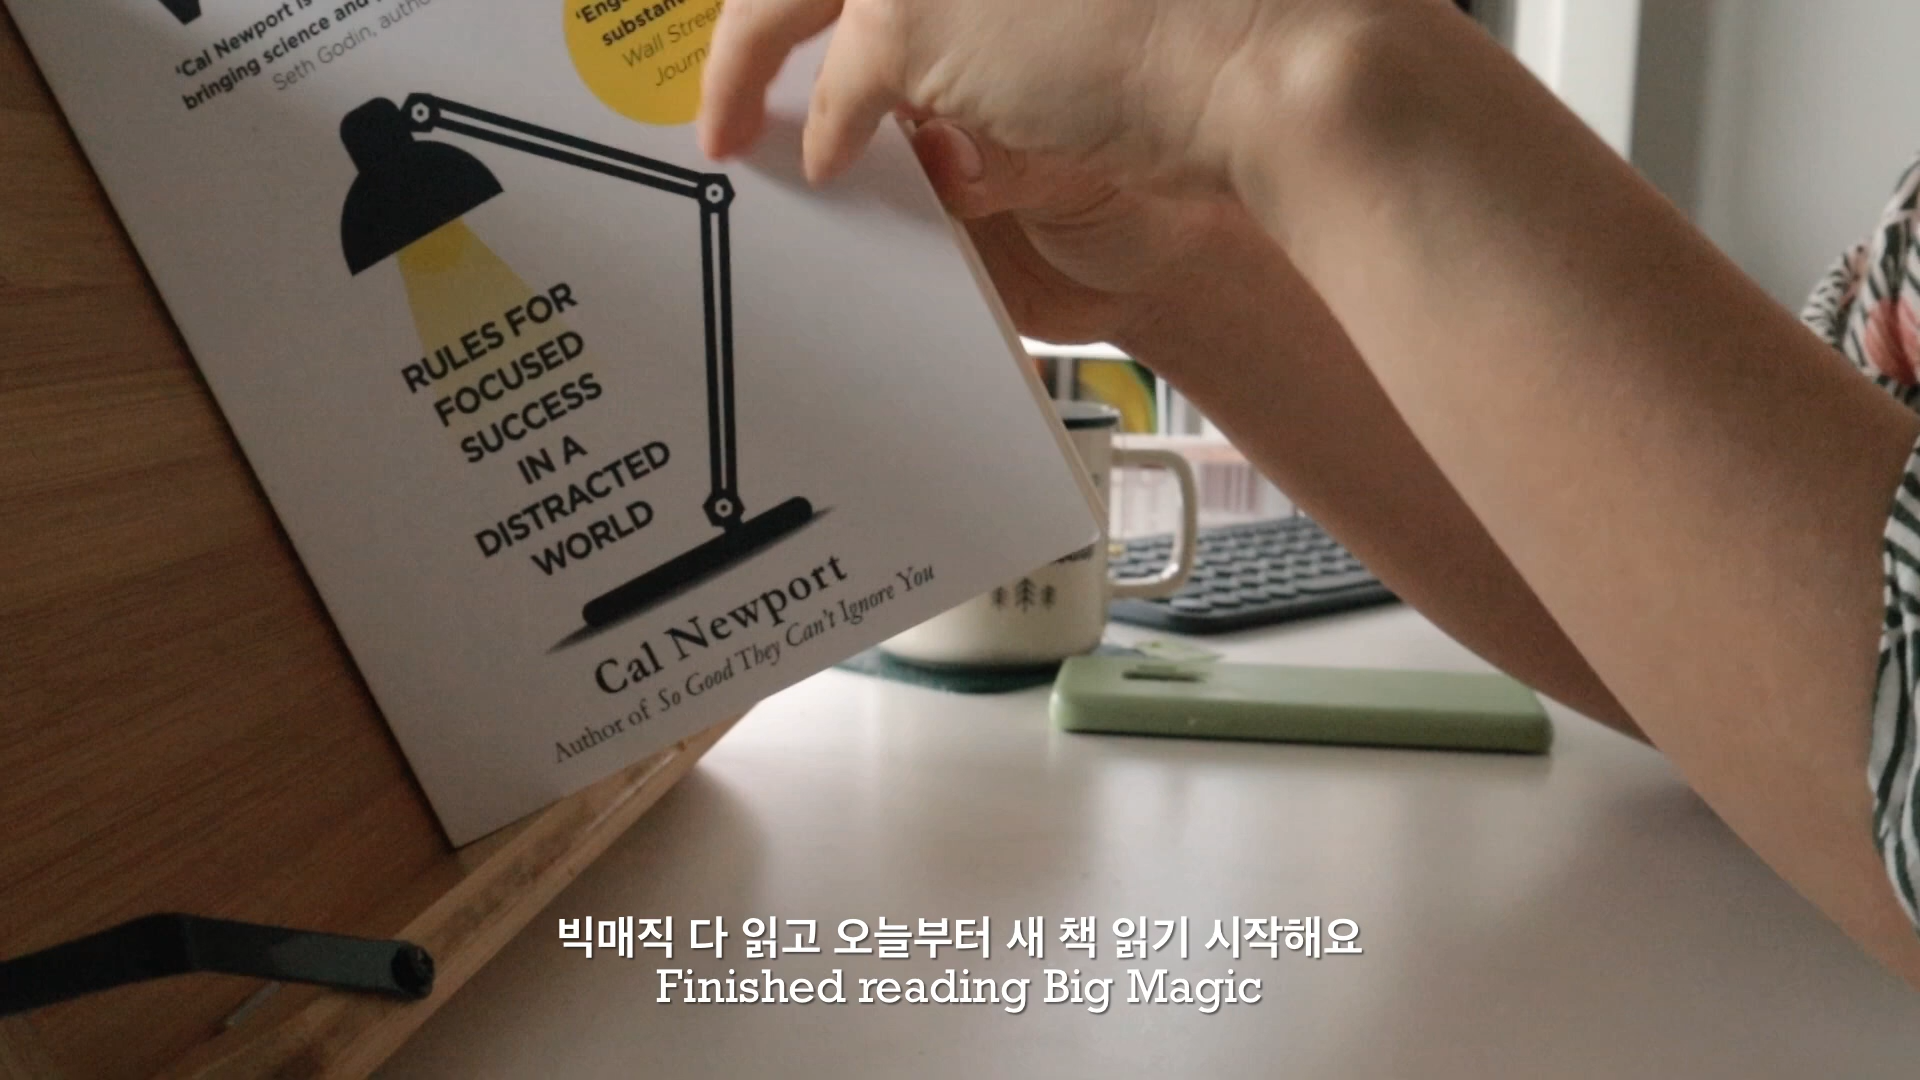 'Cal Newport is
bringing science and
Seth Godin, autho
'Eng
substan
Wall Street
Journ
RULES FOR
FOCUSED
SUCCESS
IN A
DISTRACTED
WORLD
Cal Newport
Author of So Good They Can't Ignore You
빅매직 다 읽고 오늘부터 새 책 읽기 시작해요
Finished reading Big Magic